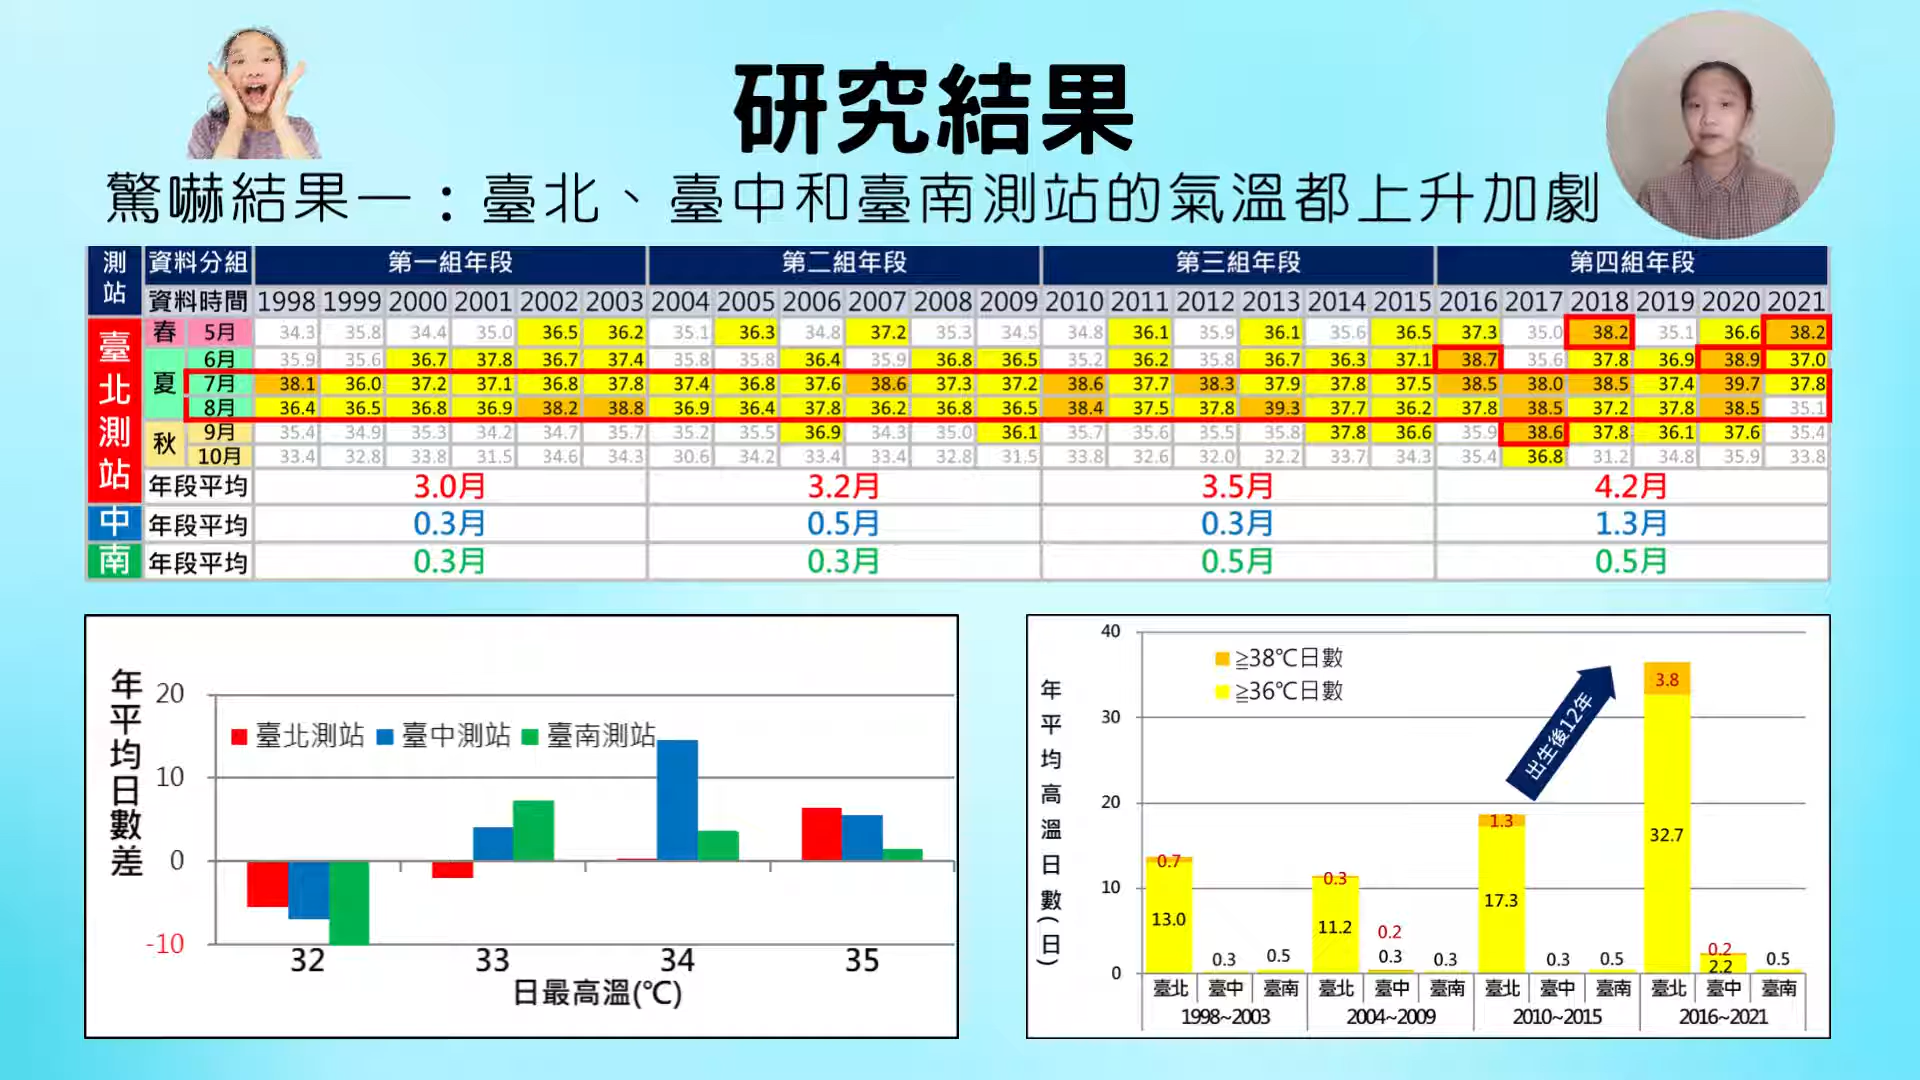 研究結果
驚嚇結果一：臺北、臺中和臺南測站的氣溫都上升加劇
測站 資料分組 第一組年段 第二組年段 第三組年段 第四組年段
資料時間 1998 1999 2000 2001 2002 2003 2004 2005 2006 2007 2008 2009 2010 2011 2012 2013 2014 2015 2016 2017 2018 2019 2020 2021
臺北測站
春 5月 34.3 35.8 34.4 35.0 36.5 36.2 35.1 36.3 34.8 37.2 35.3 34.5 34.8 36.1 35.9 36.1 35.6 36.5 37.3 35.0 38.2 35.1 36.6 38.2
夏 6月 35.9 35.6 36.7 37.8 36.7 37.4 35.8 35.8 36.4 35.9 36.8 36.5 35.2 36.2 35.8 36.7 36.3 37.1 38.7 35.6 37.8 36.9 38.9 37.0
7月 38.1 36.0 37.2 37.1 36.8 37.8 37.4 36.8 37.6 38.6 37.3 37.2 38.6 37.7 38.3 37.9 37.8 37.5 38.5 38.0 38.5 37.4 39.7 37.8
8月 36.4 36.5 36.8 36.9 38.2 38.8 36.9 36.4 37.8 36.2 36.8 36.5 38.4 37.5 37.8 39.3 37.7 36.2 37.8 38.5 37.2 37.8 38.5 35.1
秋 9月 35.4 34.9 35.3 34.2 34.7 35.7 35.2 35.5 36.9 34.3 35.0 36.1 35.7 35.6 35.5 35.8 37.8 36.6 35.9 38.6 37.8 36.1 37.6 35.4
10月 33.4 32.8 33.8 31.5 34.6 34.3 30.6 34.2 33.4 33.4 32.8 31.5 33.8 32.6 32.0 32.2 33.7 34.3 35.4 36.8 31.2 34.8 35.9 33.8
年段平均 3.0月 3.2月 3.5月 4.2月
中 年段平均 0.3月 0.5月 0.3月 1.3月
南 年段平均 0.3月 0.3月 0.5月 0.5月
年平均日數差
20
10
0
-10
臺北測站 臺中測站 臺南測站
32 33 34 35
日最高溫(℃)
年平均高溫日數(日)
40
30
20
10
0
≧38℃日數
≧36℃日數
出生後12年
0.7 0.3 0.2 1.3 3.8 0.2
13.0 0.3 0.5 11.2 0.3 0.3 17.3 0.3 0.5 32.7 2.2 0.5
臺北 臺中 臺南 臺北 臺中 臺南 臺北 臺中 臺南 臺北 臺中 臺南
1998~2003 2004~2009 2010~2015 2016~2021